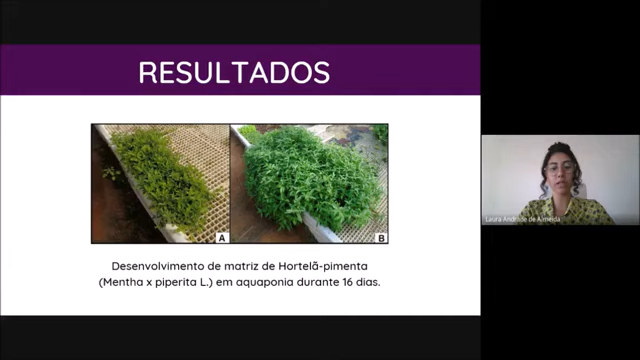 RESULTADOS
A
B
Desenvolvimento de matriz de Hortelã-pimenta
(Mentha x piperita L.) em aquaponia durante 16 dias.
Laura Andrade de Almeida